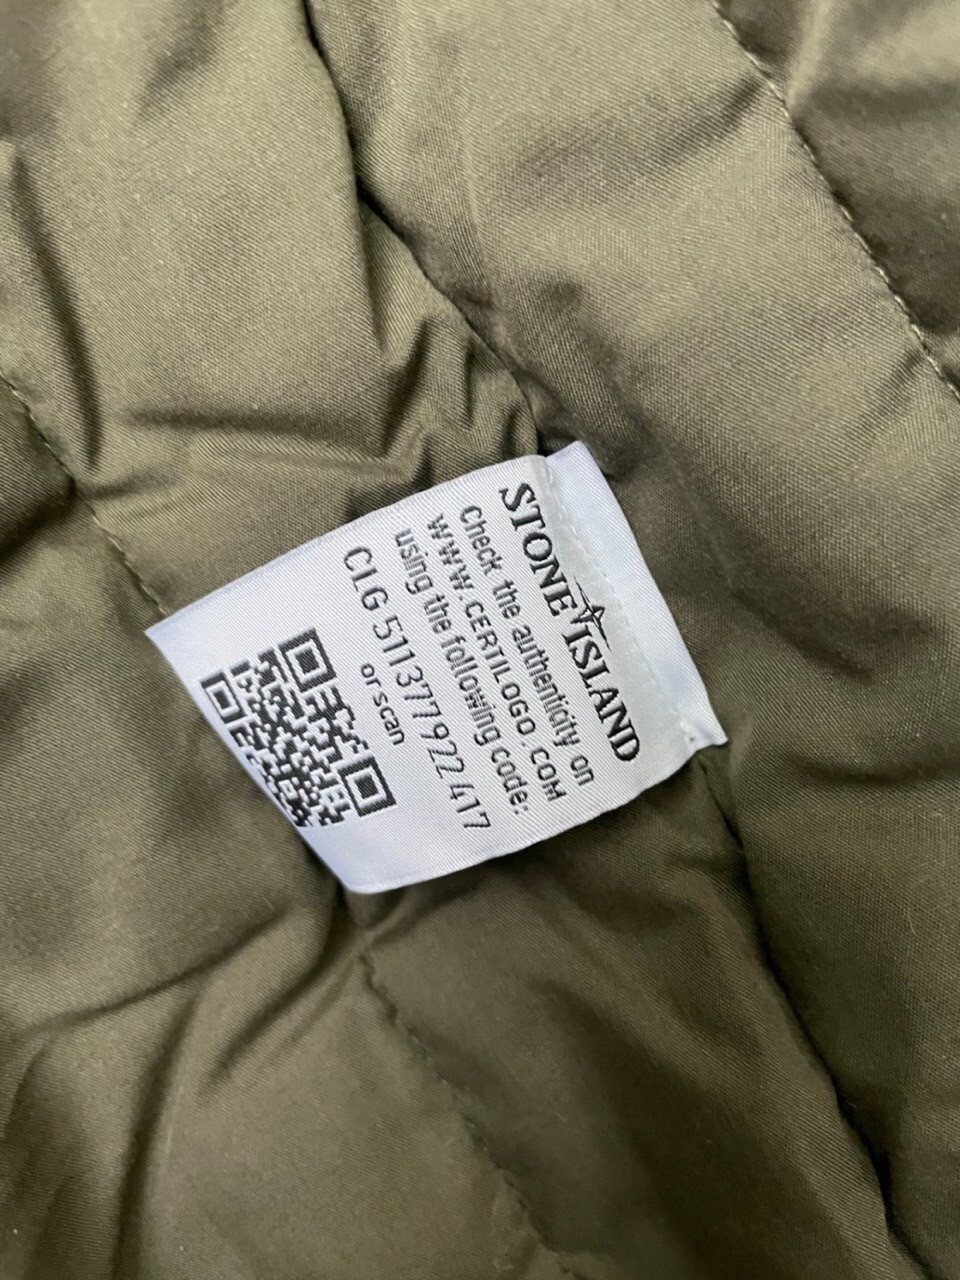 STONE ISLAND
Check the authenticity on
WWW.CERTILOGO.COM
using the following code:
CLG 511377922417
or scan